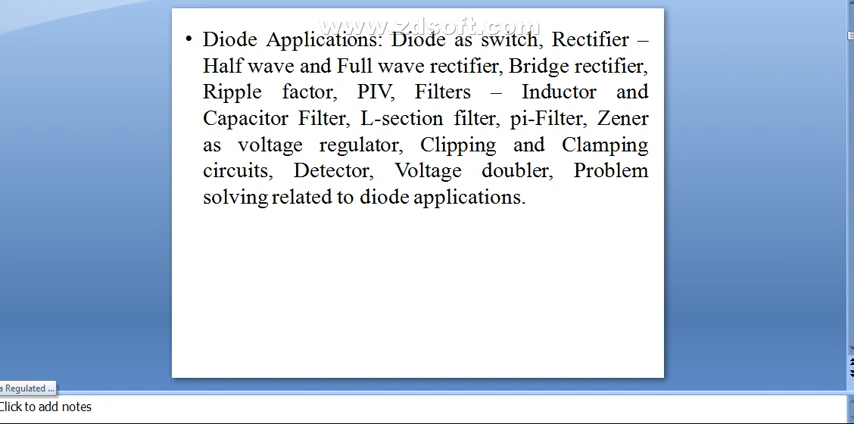 www.zdsoft.com
• Diode Applications: Diode as switch, Rectifier –
Half wave and Full wave rectifier, Bridge rectifier,
Ripple factor, PIV, Filters – Inductor and
Capacitor Filter, L-section filter, pi-Filter, Zener
as voltage regulator, Clipping and Clamping
circuits, Detector, Voltage doubler, Problem
solving related to diode applications.
a Regulated ...
Click to add notes